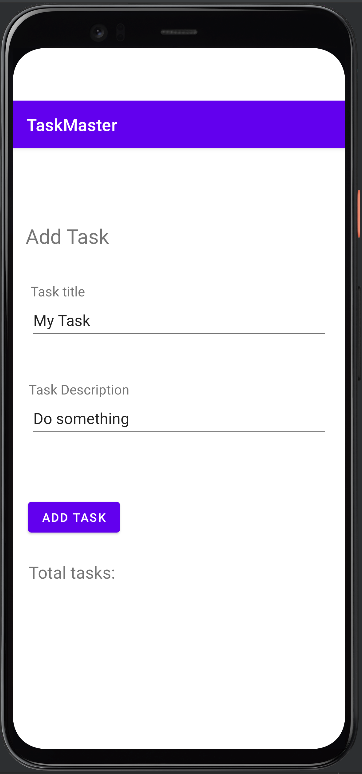 TaskMaster
Add Task
Task title
My Task
Task Description
Do something
ADD TASK
Total tasks: